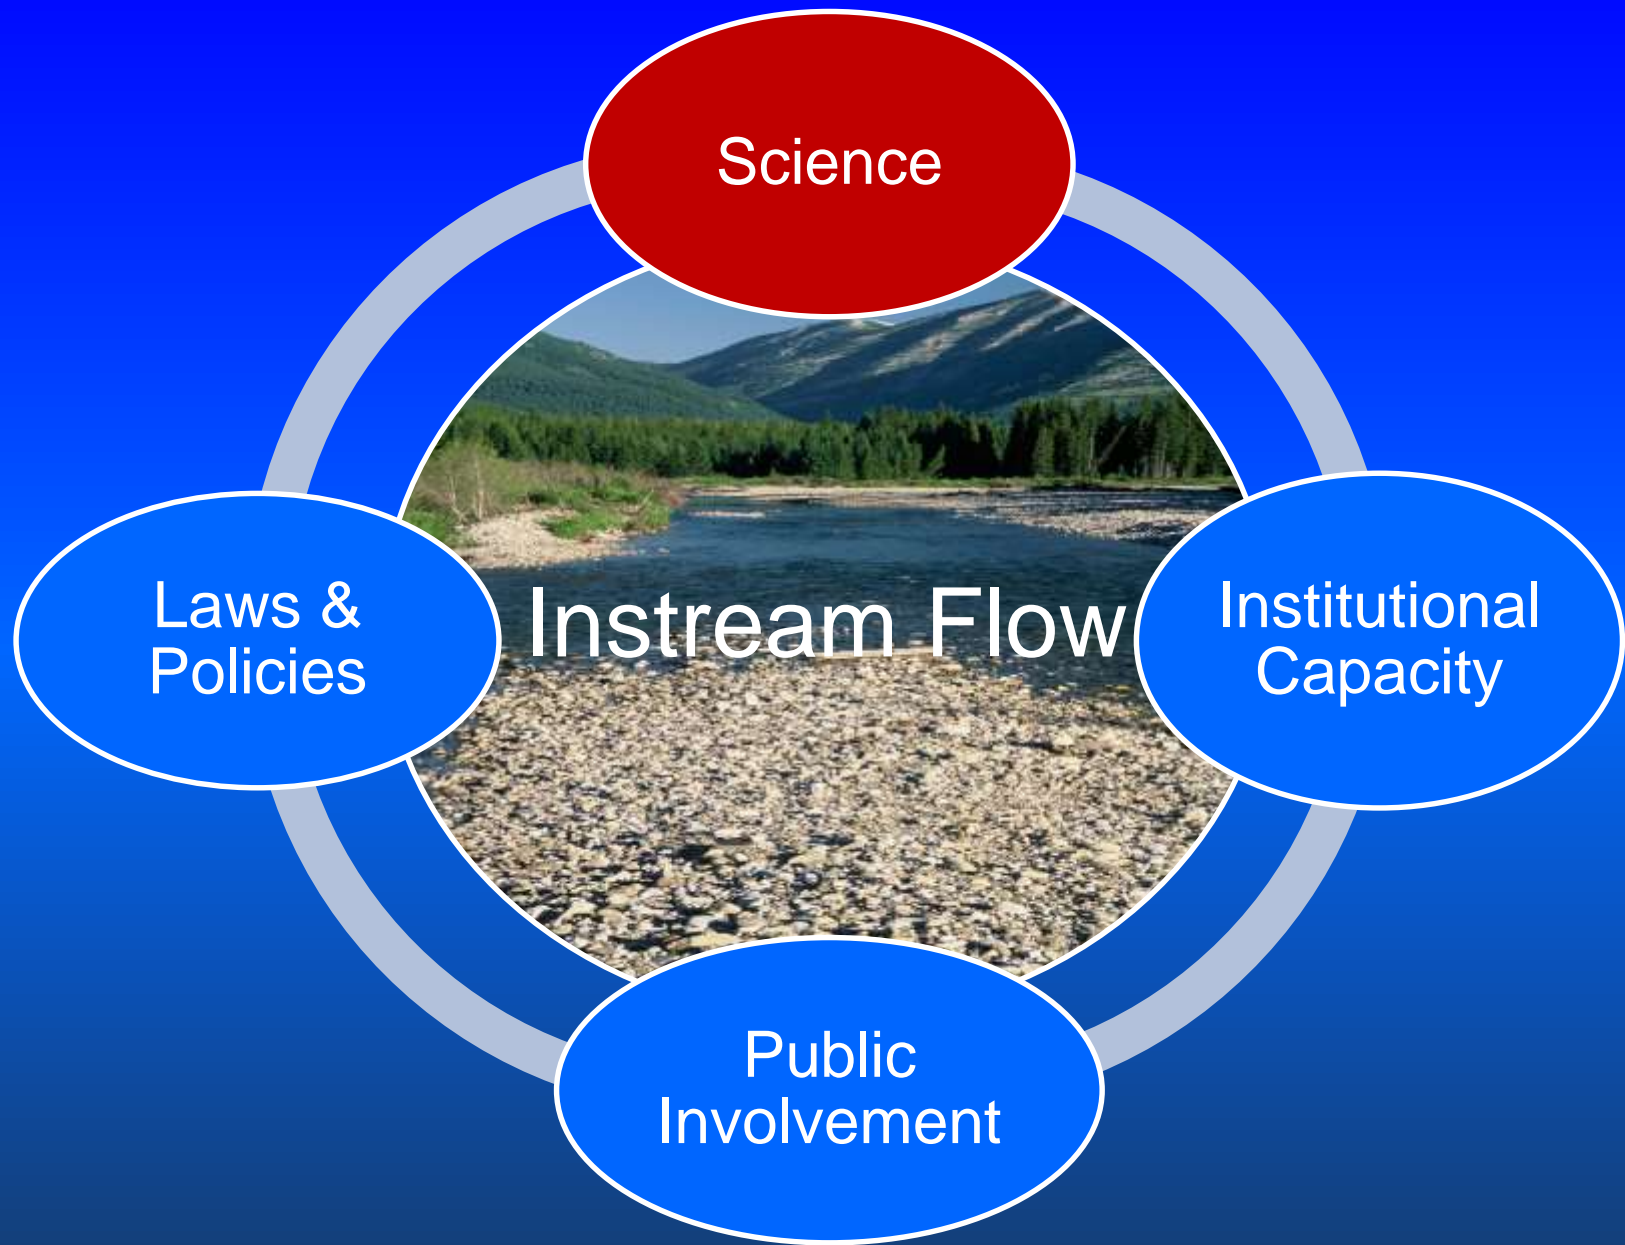 Science
Laws &
Policies
Instream Flow
Institutional
Capacity
Public
Involvement